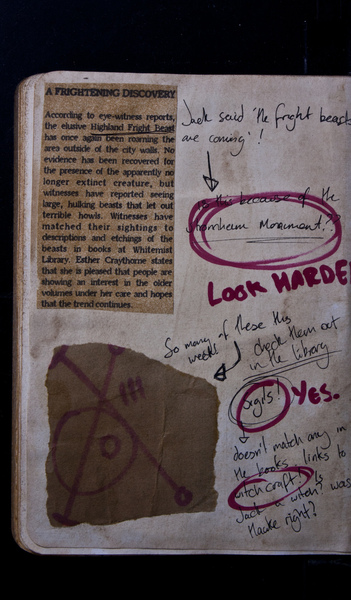 A FRIGHTENING DISCOVERY
According to eye-witness reports,
the elusive Highland Fright Beast
has once again been roaming the
area outside of the city walls. No
evidence has been recovered for
the presence of the apparently no
longer extinct creature, but
witnesses have reported seeing
large, hulking beasts that let out
terrible howls. Witnesses have
matched their sightings to
descriptions and etchings of the
beasts in books at Whitemist
Library. Esther Craythorne states
that she is pleased that people are
showing an interest in the older
volumes under her care and hopes
that the trend continues.
Jack said 'the fright beasts
are coming'!
Is this because of the
Monument??
LOOK HARDE
So many of these this
week!
check them out
in the library
sigils! YES.
doesn't match any in
the books links to
witchcraft? Is
Jack a witch? was
right?